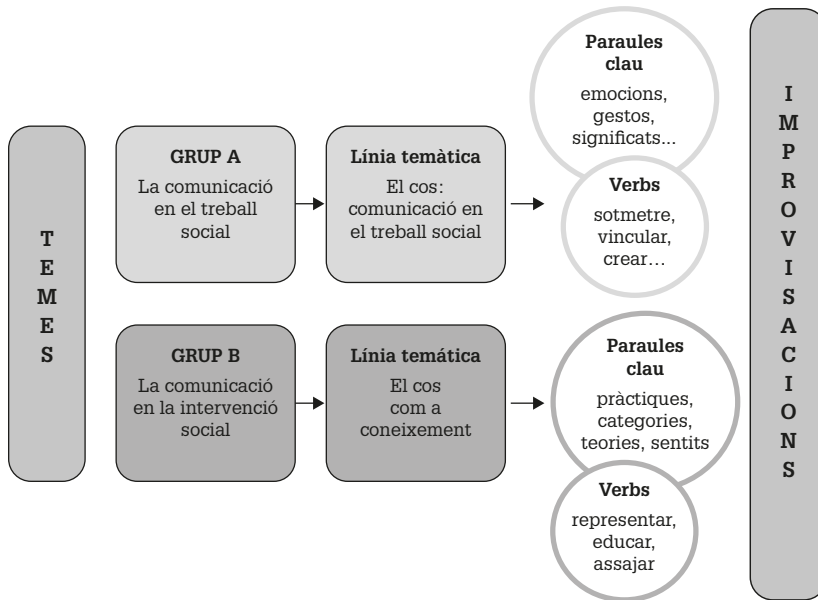 TEMES
GRUP A
La comunicació
en el treball
social
Línia temàtica
El cos:
comunicació en
el treball social
Paraules
clau
emocions,
gestos,
significats...
Verbs
sotmetre,
vincular,
crear…
GRUP B
La comunicació
en la intervenció
social
Línia temática
El cos
com a
coneixement
Paraules
clau
pràctiques,
categories,
teories, sentits
Verbs
representar,
educar,
assajar
IMPROVISACIONS